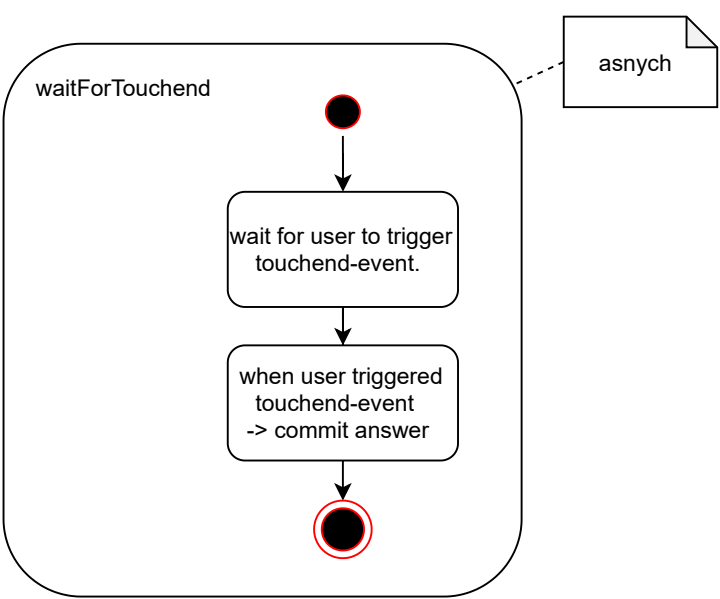 waitForTouchend
asnych
wait for user to trigger
touchend-event.
when user triggered
touchend-event
-> commit answer